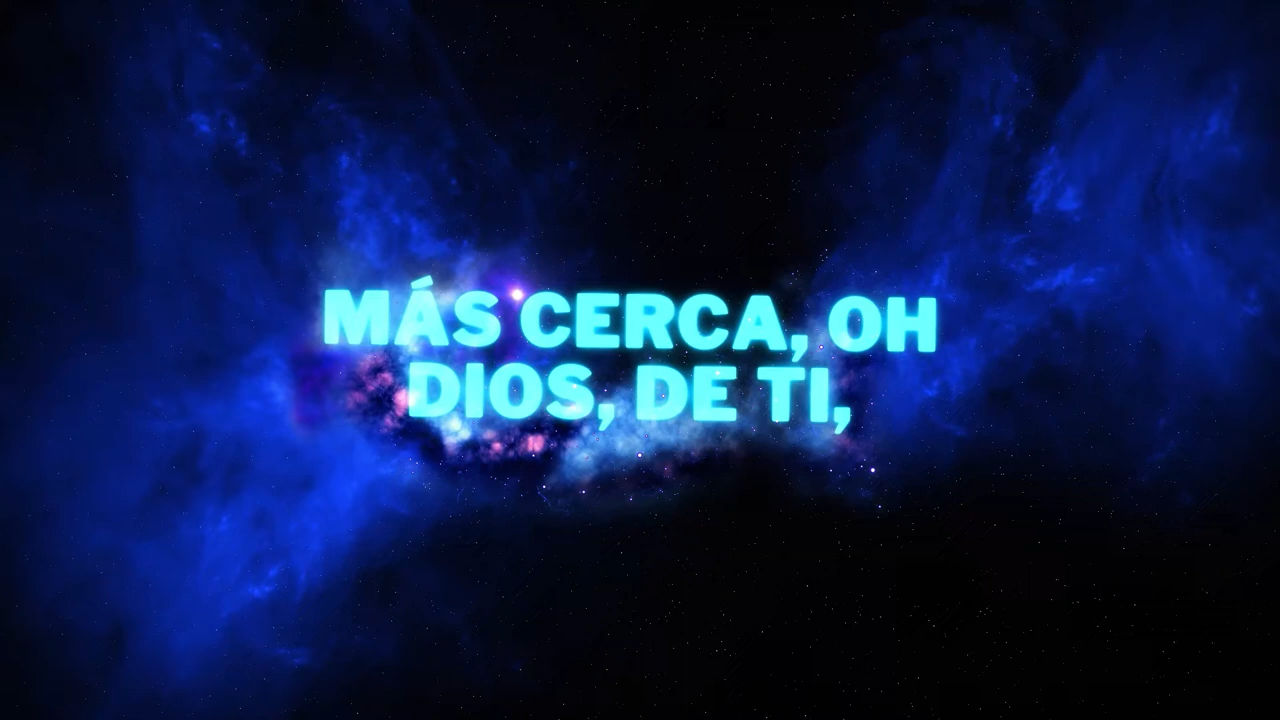 MÁS CERCA, OH
DIOS, DE TI,